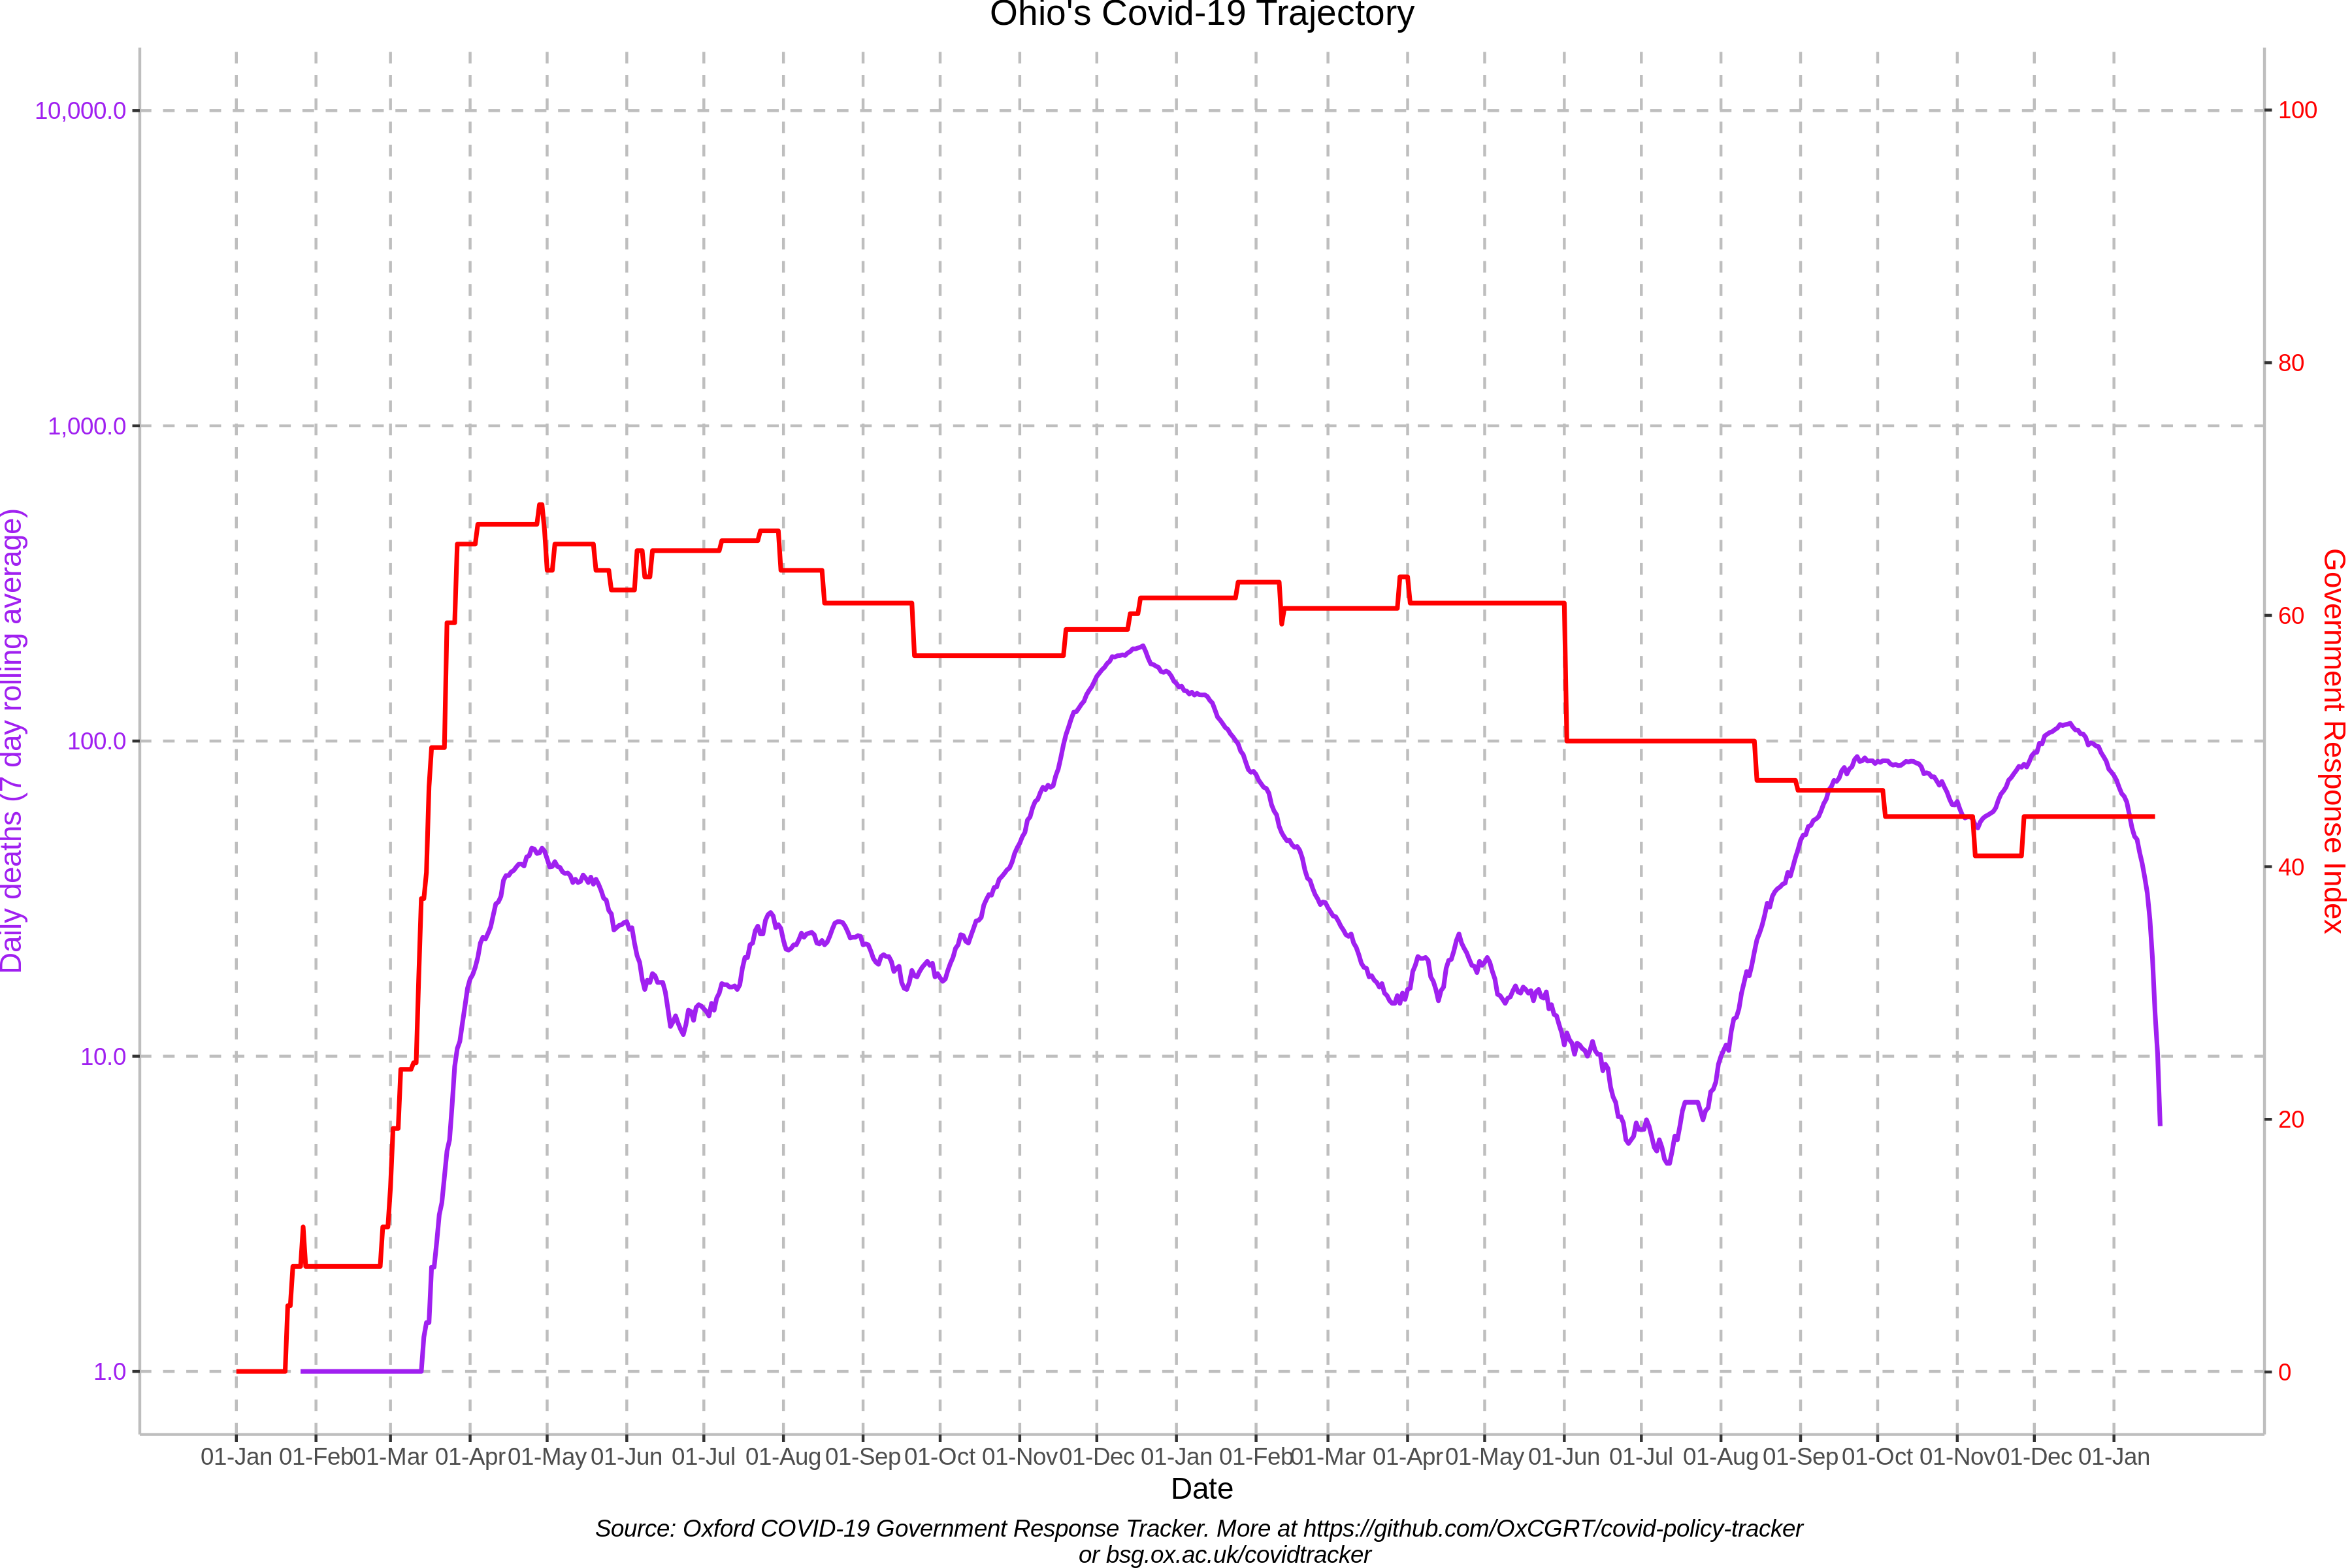 Ohio's Covid-19 Trajectory
10,000.0
1,000.0
100.0
10.0
1.0
Daily deaths (7 day rolling average)
100
80
60
40
20
0
Government Response Index
01-Jan 01-Feb 01-Mar 01-Apr 01-May 01-Jun 01-Jul 01-Aug 01-Sep 01-Oct 01-Nov 01-Dec 01-Jan 01-Feb 01-Mar 01-Apr 01-May 01-Jun 01-Jul 01-Aug 01-Sep 01-Oct 01-Nov 01-Dec 01-Jan
Date
Source: Oxford COVID-19 Government Response Tracker. More at https://github.com/OxCGRT/covid-policy-tracker
or bsg.ox.ac.uk/covidtracker